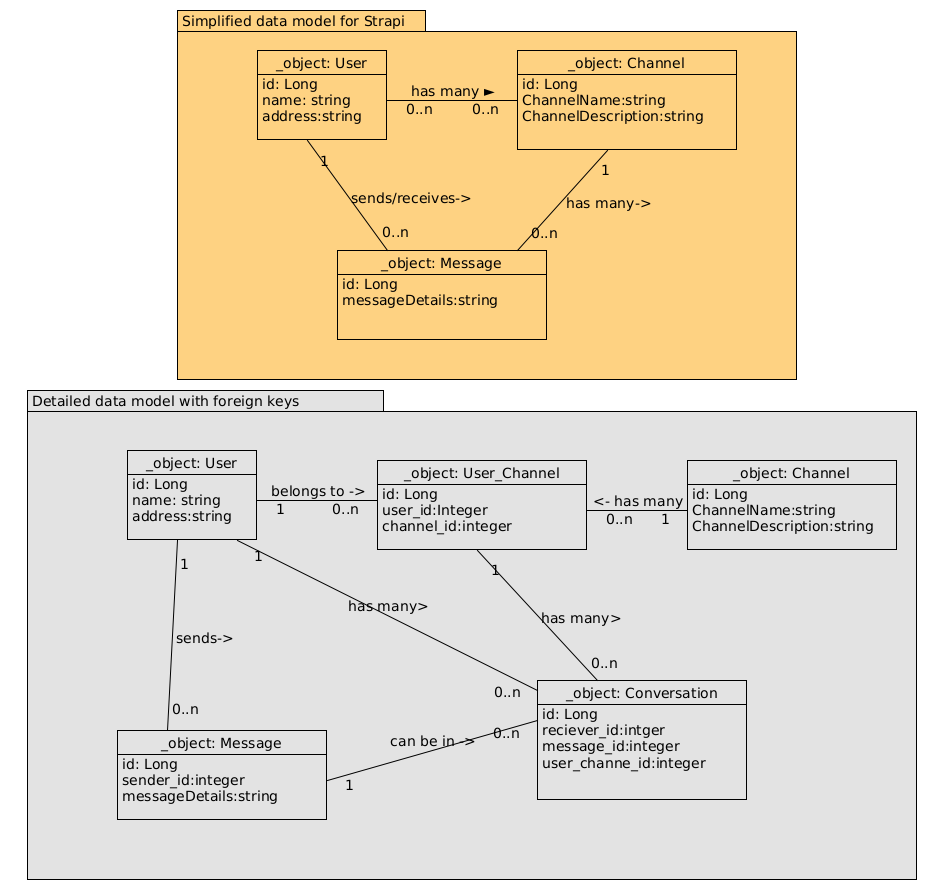 Simplified data model for Strapi
_object: User
id: Long
name: string
address:string
has many ►
0..n
0..n
_object: Channel
id: Long
ChannelName:string
ChannelDescription:string
1
sends/receives->
0..n
1
has many->
0..n
_object: Message
id: Long
messageDetails:string
Detailed data model with foreign keys
_object: User
id: Long
name: string
address:string
belongs to ->
1
0..n
_object: User_Channel
id: Long
user_id:Integer
channel_id:integer
<- has many
0..n
1
_object: Channel
id: Long
ChannelName:string
ChannelDescription:string
1
sends->
0..n
1
has many>
0..n
1
has many>
0..n
_object: Message
id: Long
sender_id:integer
messageDetails:string
can be in ->
1
0..n
_object: Conversation
id: Long
reciever_id:intger
message_id:integer
user_channe_id:integer